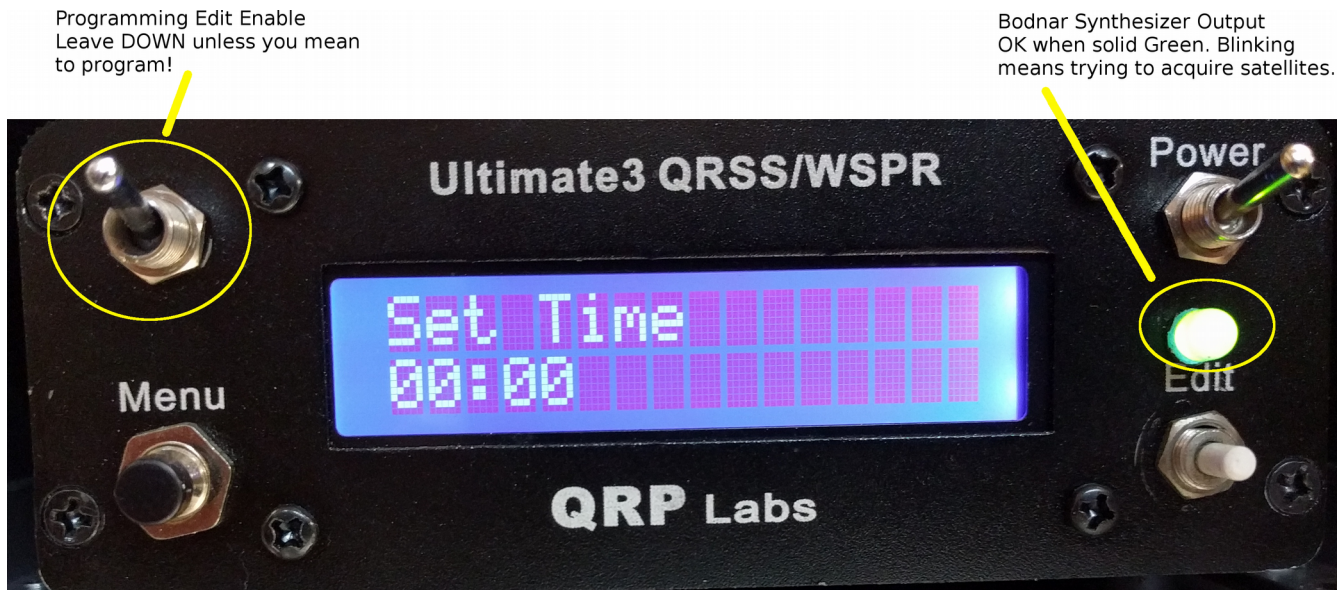 Programming Edit Enable
Leave DOWN unless you mean
to program!
Bodnar Synthesizer Output
OK when solid Green. Blinking
means trying to acquire satellites.
Power
Ultimate3 QRSS/WSPR
Set Time
00:00
Edit
Menu
QRP Labs